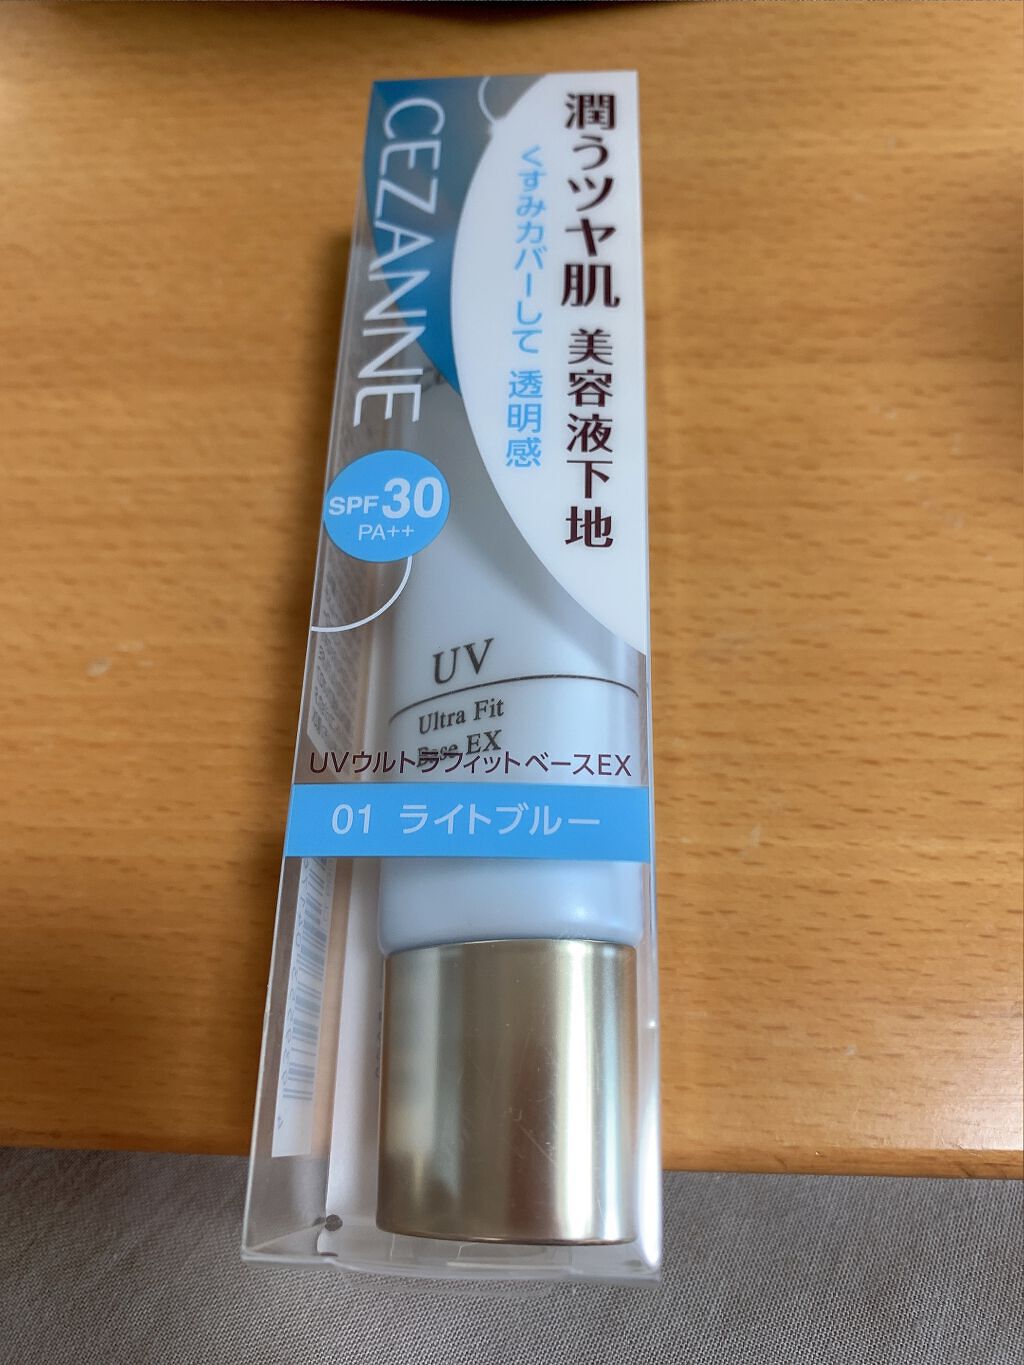 潤うツヤ肌 美容液下地
くすみカバーして 透明感
CEZANNE
SPF30
PA++
UV
Ultra Fit
Base EX
UVウルトラフィットベースEX
01 ライトブルー